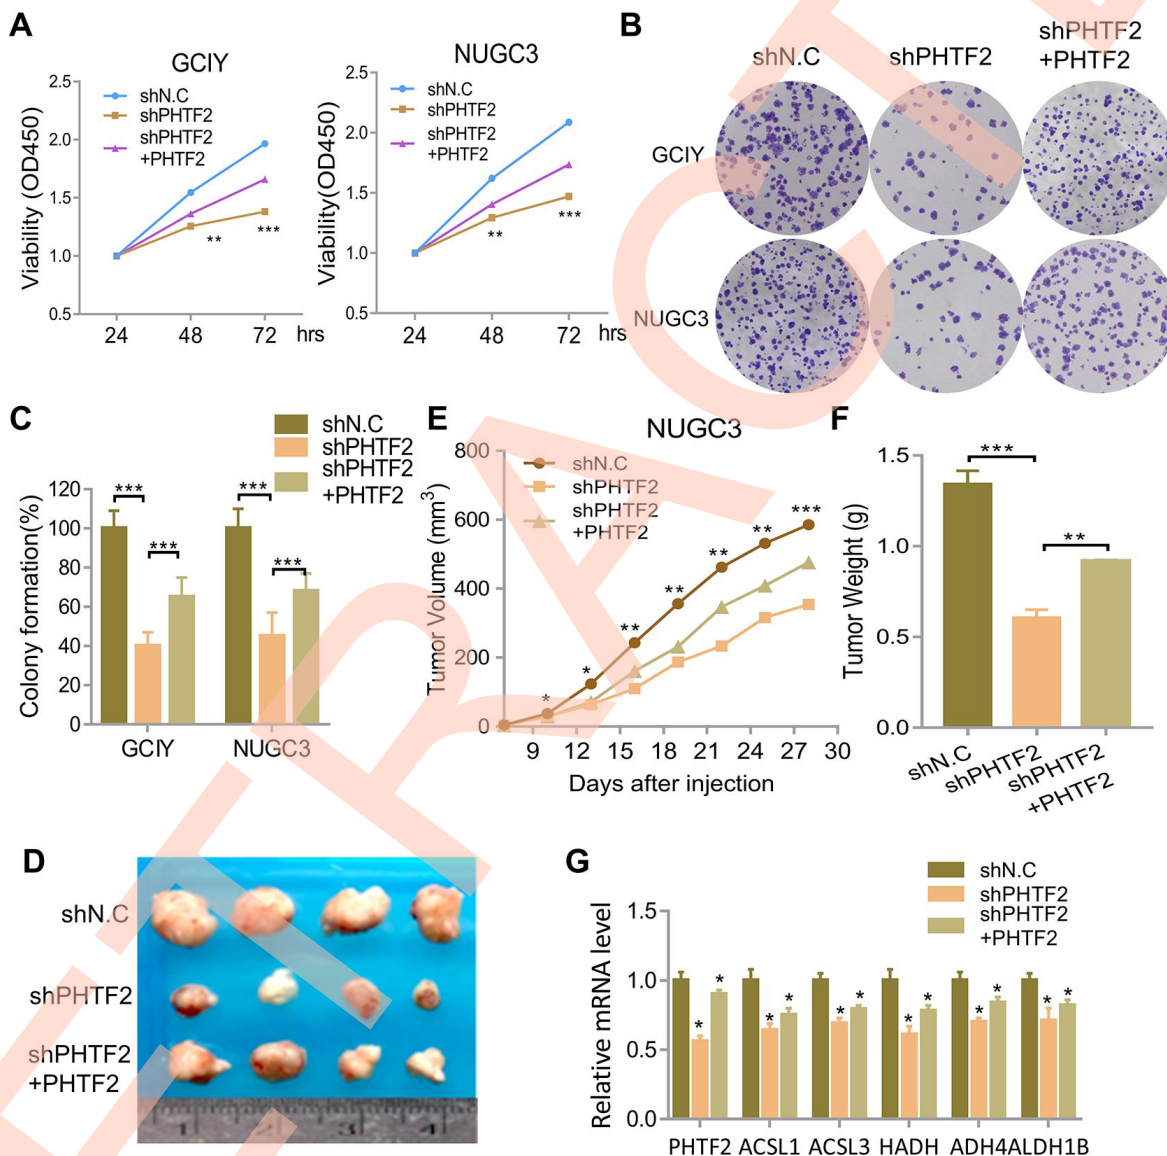 A
GCIY
Viability (OD450)
2.5
2.0
1.5
1.0
0.5
shN.C
shPHTF2
shPHTF2
+PHTF2
**
***
24 48 72 hrs
NUGC3
Viability(OD450)
2.5
2.0
1.5
1.0
0.5
shN.C
shPHTF2
shPHTF2
+PHTF2
**
***
24 48 72 hrs
B
shN.C shPHTF2 shPHTF2
+PHTF2
GCIY
NUGC3
C
shN.C
shPHTF2
shPHTF2
+PHTF2
Colony formation(%)
120
100
80
60
40
20
0
*** *** *** ***
GCIY NUGC3
E
NUGC3
Tumor Volume (mm³)
800
600
400
200
0
shN.C
shPHTF2
shPHTF2
+PHTF2
* * ** ** ** ** ***
9 12 15 18 21 24 27 30
Days after injection
F
Tumor Weight (g)
1.5
1.0
0.5
0.0
***
**
shN.C
shPHTF2
shPHTF2
+PHTF2
D
shN.C
shPHTF2
shPHTF2
+PHTF2
1 2 3 4
G
shN.C
shPHTF2
shPHTF2
+PHTF2
Relative mRNA level
1.5
1.0
0.5
0.0
* * * * * * * * * * * *
PHTF2 ACSL1 ACSL3 HADH ADH4 ALDH1B